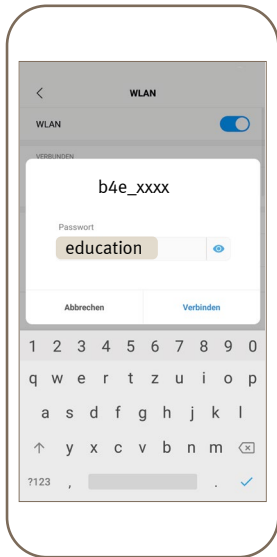 WLAN
WLAN
VERBUNDEN
b4e_xxxx
Passwort
education
Abbrechen Verbinden
1 2 3 4 5 6 7 8 9 0
q w e r t z u i o p
a s d f g h j k l
y x c v b n m
?123 , .